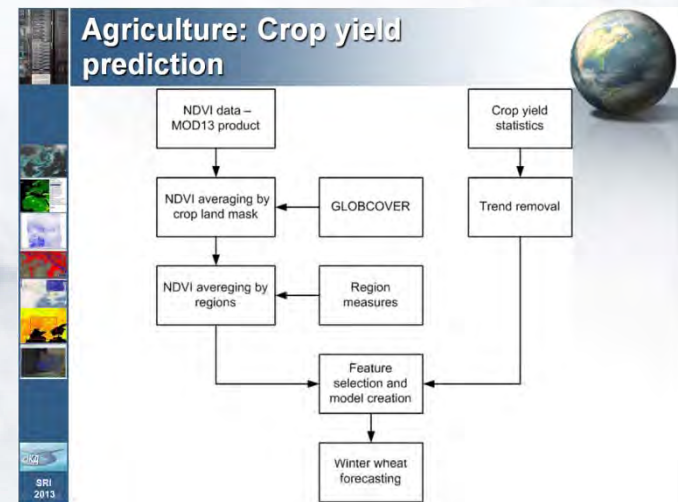 Agriculture: Crop yield
prediction
NDVI data –
MOD13 product
Crop yield
statistics
NDVI averaging by
crop land mask
GLOBCOVER
Trend removal
NDVI avereging by
regions
Region
measures
Feature
selection and
model creation
Winter wheat
forecasting
SRI
2013